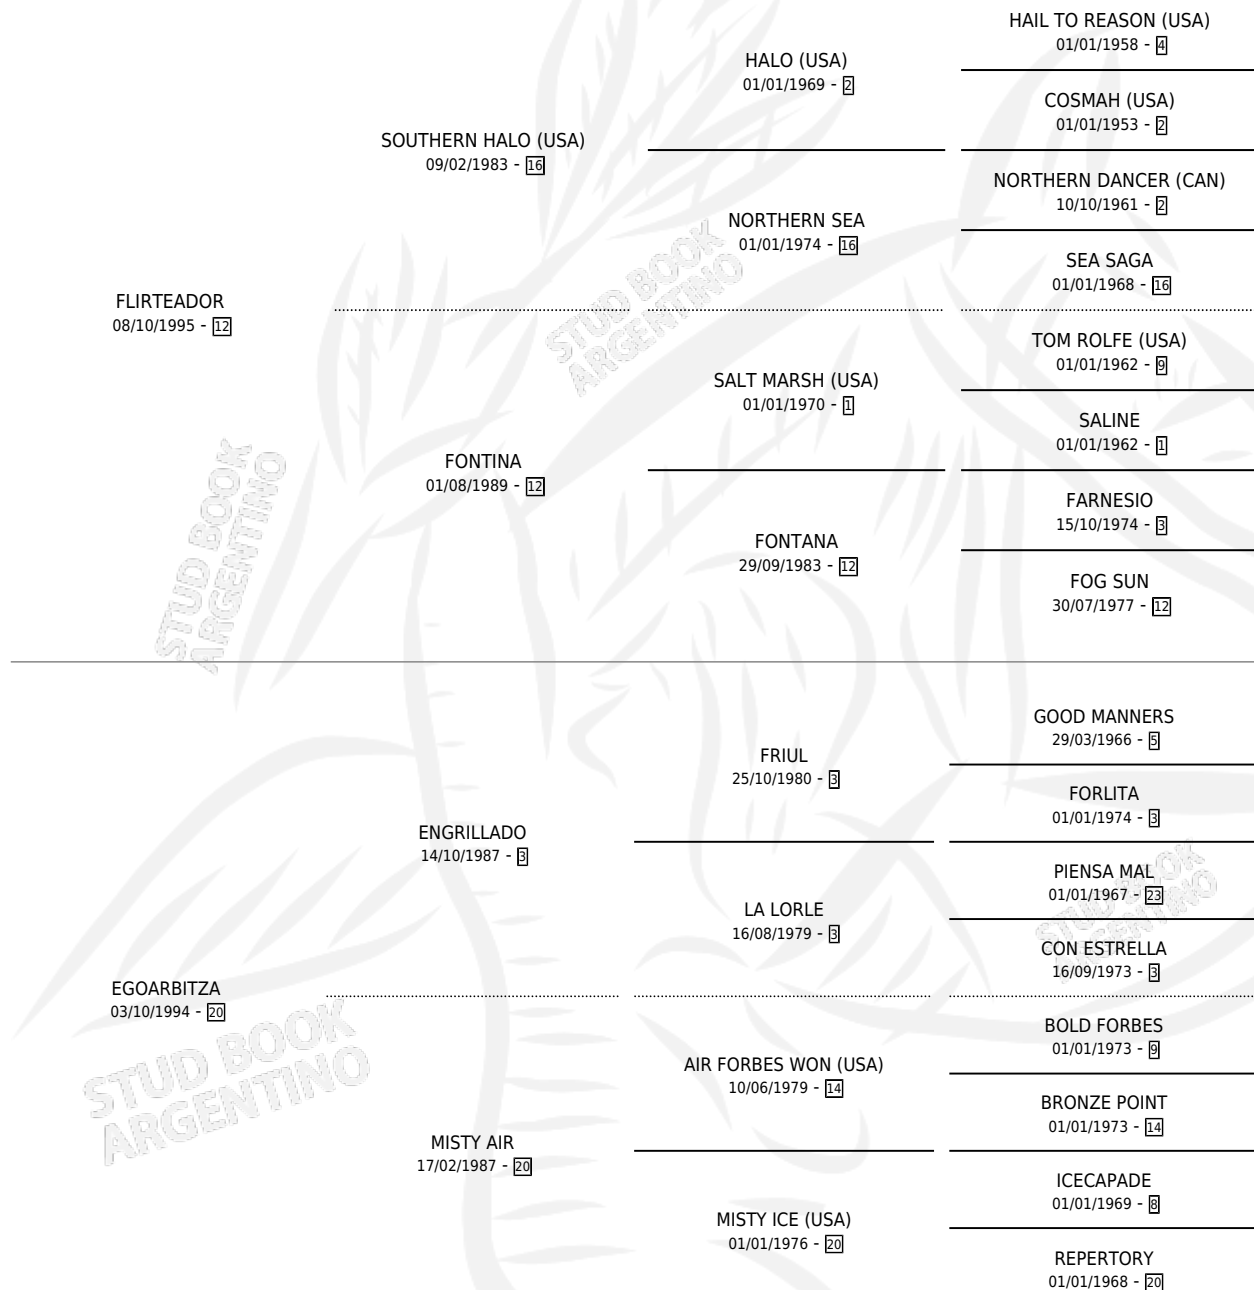 HAIL TO REASON (USA)
01/01/1958 - 4
HALO (USA)
01/01/1969 - 2
COSMAH (USA)
01/01/1953 - 2
SOUTHERN HALO (USA)
09/02/1983 - 16
NORTHERN DANCER (CAN)
10/10/1961 - 2
NORTHERN SEA
01/01/1974 - 16
SEA SAGA
01/01/1968 - 16
FLIRTEADOR
08/10/1995 - 12
STUD BOOK
ARGENTINO
TOM ROLFE (USA)
01/01/1962 - 9
SALT MARSH (USA)
01/01/1970 - 1
SALINE
01/01/1962 - 1
FONTINA
01/08/1989 - 12
FARNESIO
15/10/1974 - 3
FONTANA
29/09/1983 - 12
FOG SUN
30/07/1977 - 12
STUD BOOK
ARGENTINO
GOOD MANNERS
29/03/1966 - 5
FRIUL
25/10/1980 - 3
FORLITA
01/01/1974 - 3
ENGRILLADO
14/10/1987 - 3
PIENSA MAL
01/01/1967 - 23
LA LORLE
16/08/1979 - 3
STUD BOOK
ARGENTINO
CON ESTRELLA
16/09/1973 - 3
EGOARBITZA
03/10/1994 - 20
STUD BOOK
ARGENTINO
BOLD FORBES
01/01/1973 - 9
AIR FORBES WON (USA)
10/06/1979 - 14
BRONZE POINT
01/01/1973 - 14
MISTY AIR
17/02/1987 - 20
ICECAPADE
01/01/1969 - 8
MISTY ICE (USA)
01/01/1976 - 20
REPERTORY
01/01/1968 - 20